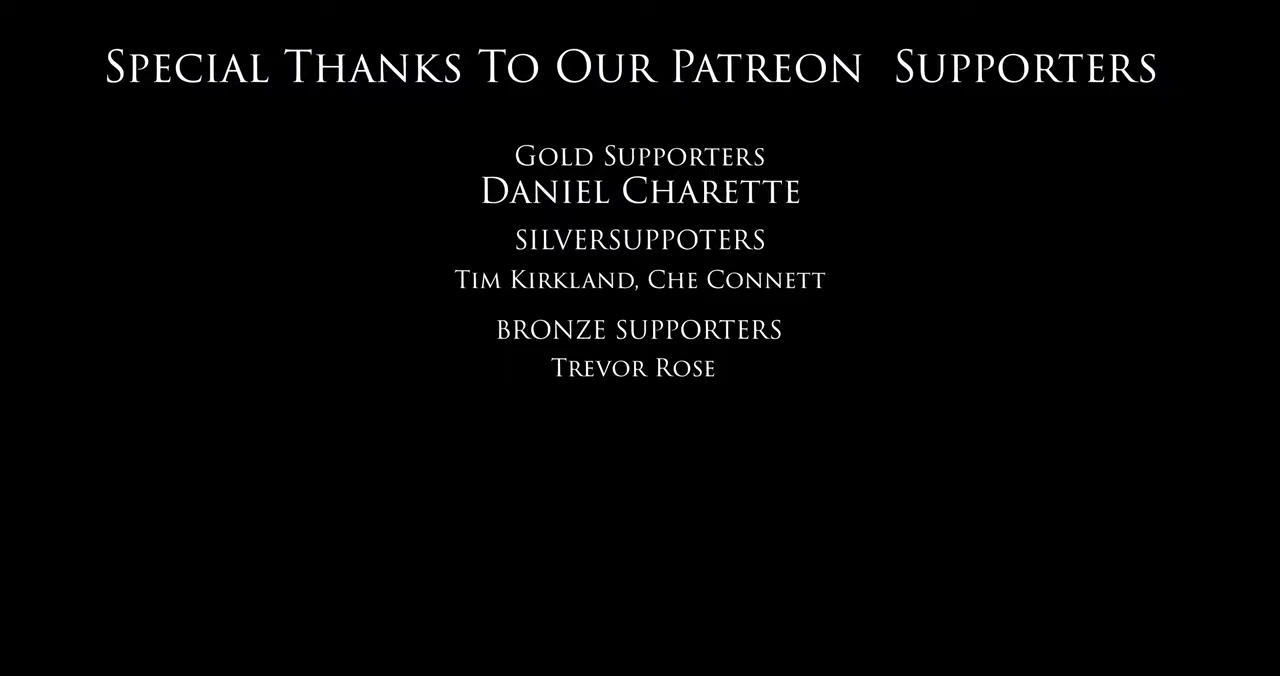 Special Thanks To Our Patreon  Supporters
Gold Supporters
Daniel Charette
SILVERSUPPOTERS
Tim Kirkland, Che Connett
BRONZE SUPPORTERS
Trevor Rose